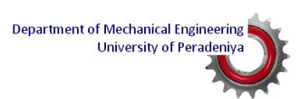 Department of Mechanical Engineering
University of Peradeniya